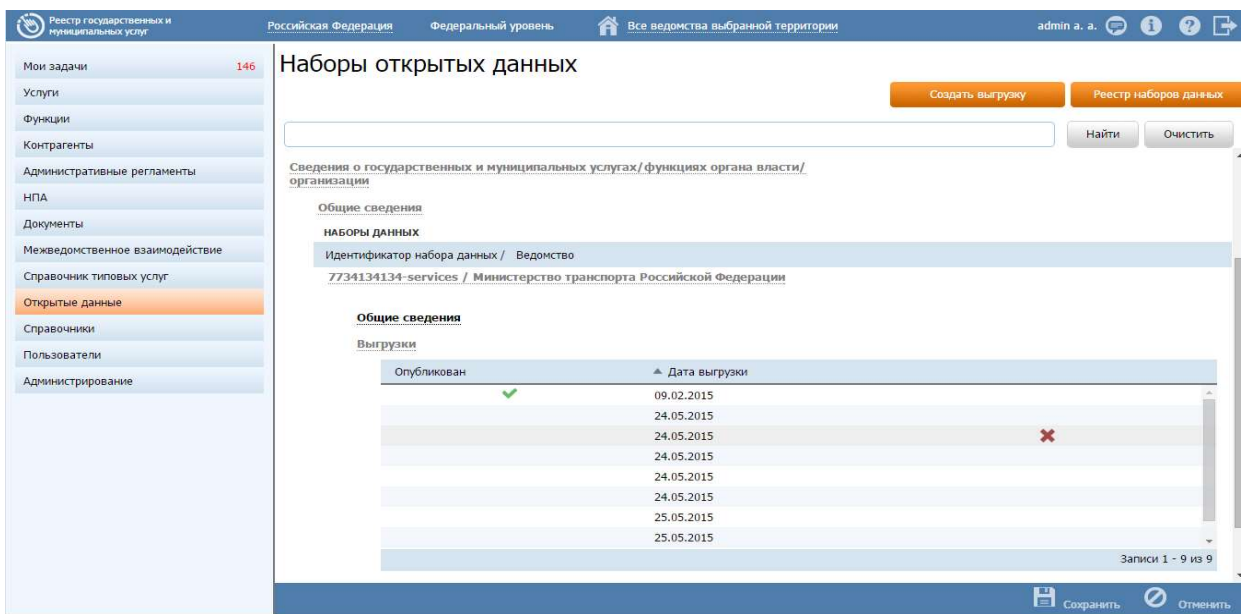 Реестр государственных и
муниципальных услуг
Российская Федерация
Федеральный уровень
Все ведомства выбранной территории
admin a. a.
Мои задачи 146
Услуги
Функции
Контрагенты
Административные регламенты
НПА
Документы
Межведомственное взаимодействие
Справочник типовых услуг
Открытые данные
Справочники
Пользователи
Администрирование
Наборы открытых данных
Создать выгрузку
Реестр наборов данных
Найти
Очистить
Сведения о государственных и муниципальных услугах/функциях органа власти/
организации
Общие сведения
НАБОРЫ ДАННЫХ
Идентификатор набора данных / Ведомство
7734134134-services / Министерство транспорта Российской Федерации
Общие сведения
Выгрузки
Опубликован
Дата выгрузки
09.02.2015
24.05.2015
24.05.2015
24.05.2015
24.05.2015
24.05.2015
25.05.2015
25.05.2015
Записи 1 - 9 из 9
Сохранить
Отменить